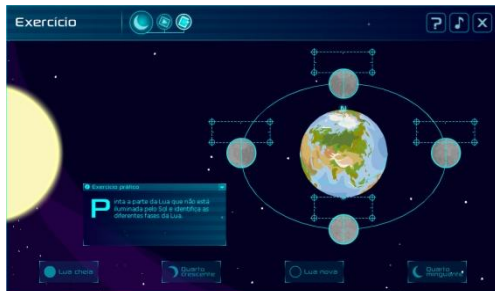 Exercício
? ♪ X
N
Exercício prático
Pinta a parte da Lua que não está
iluminada pelo Sol e identifica as
diferentes fases da Lua.
Lua cheia
Quarto
crescente
Lua nova
Quarto
minguante